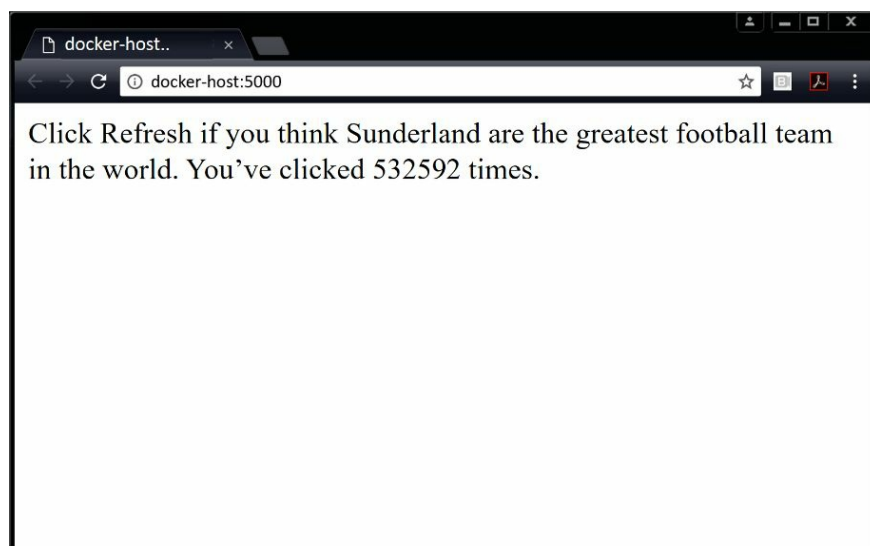 docker-host..
docker-host:5000
Click Refresh if you think Sunderland are the greatest football team
in the world. You’ve clicked 532592 times.